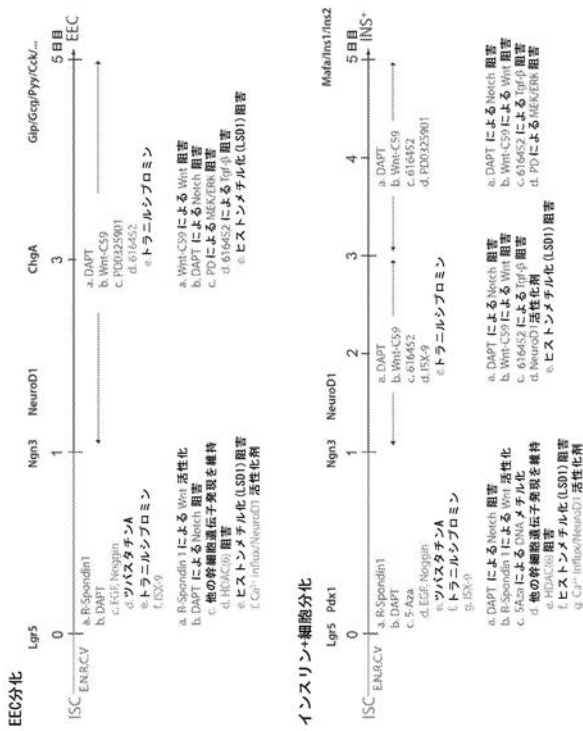 EEC分化
Lgr5 Ngn3 NeuroD1 ChgA Gip/Gcg/Pyy/Cck/...
ISC 0 1 3 5 日目 EEC
E.N.R.C.V
a. R-Spondin1
b. DAPT
c. EGF, Noggin
d. ツバスタチンA
e. トラニルシプロミン
f. ISX-9
a. DAPT
b. Wnt-C59
c. PD0325901
d. 616452
e. トラニルシプロミン
a. R-Spondin 1 による Wnt 活性化
b. DAPT による Notch 阻害
c. 他の幹細胞遺伝子発現を維持
d. HDAC(6) 阻害
e. ヒストンメチル化 (LSD1) 阻害
f. Ca²⁺ influx/NeuroD1 活性化剤
a. Wnt-C59 による Wnt 阻害
b. DAPT による Notch 阻害
c. PD による MEK/ERK 阻害
d. 616452 による Tgf-β 阻害
e. ヒストンメチル化 (LSD1) 阻害
インスリン+細胞分化
Lgr5 Pdx1 Ngn3 NeuroD1 Mafa/Ins1/Ins2
ISC 0 1 2 3 4 5 日目 INS⁺
E.N.R.C.V
a. R-Spondin1
b. DAPT
c. 5-Aza
d. EGF, Noggin
e. ツバスタチンA
f. トラニルシプロミン
g. ISX-9
a. DAPT
b. Wnt-C59
c. 616452
d. ISX-9
e. トラニルシプロミン
a. DAPT
b. Wnt-C59
c. 616452
d. PD0325901
a. DAPT による Notch 阻害
b. R-Spondin 1 による Wnt 活性化
c. 5Aza による DNA メチル化
d. 他の幹細胞遺伝子発現を維持
e. HDAC(6) 阻害
f. ヒストンメチル化 (LSD1) 阻害
g. Ca²⁺ influx/NeuroD1 活性化剤
a. DAPT による Notch 阻害
b. Wnt-C59 による Wnt 阻害
c. 616452 による Tgf-β 阻害
d. NeuroD1 活性化剤
e. ヒストンメチル化 (LSD1) 阻害
a. DAPT による Notch 阻害
b. Wnt-C59 による Wnt 阻害
c. 616452 による Tgf-β 阻害
d. PD による MEK/ERK 阻害